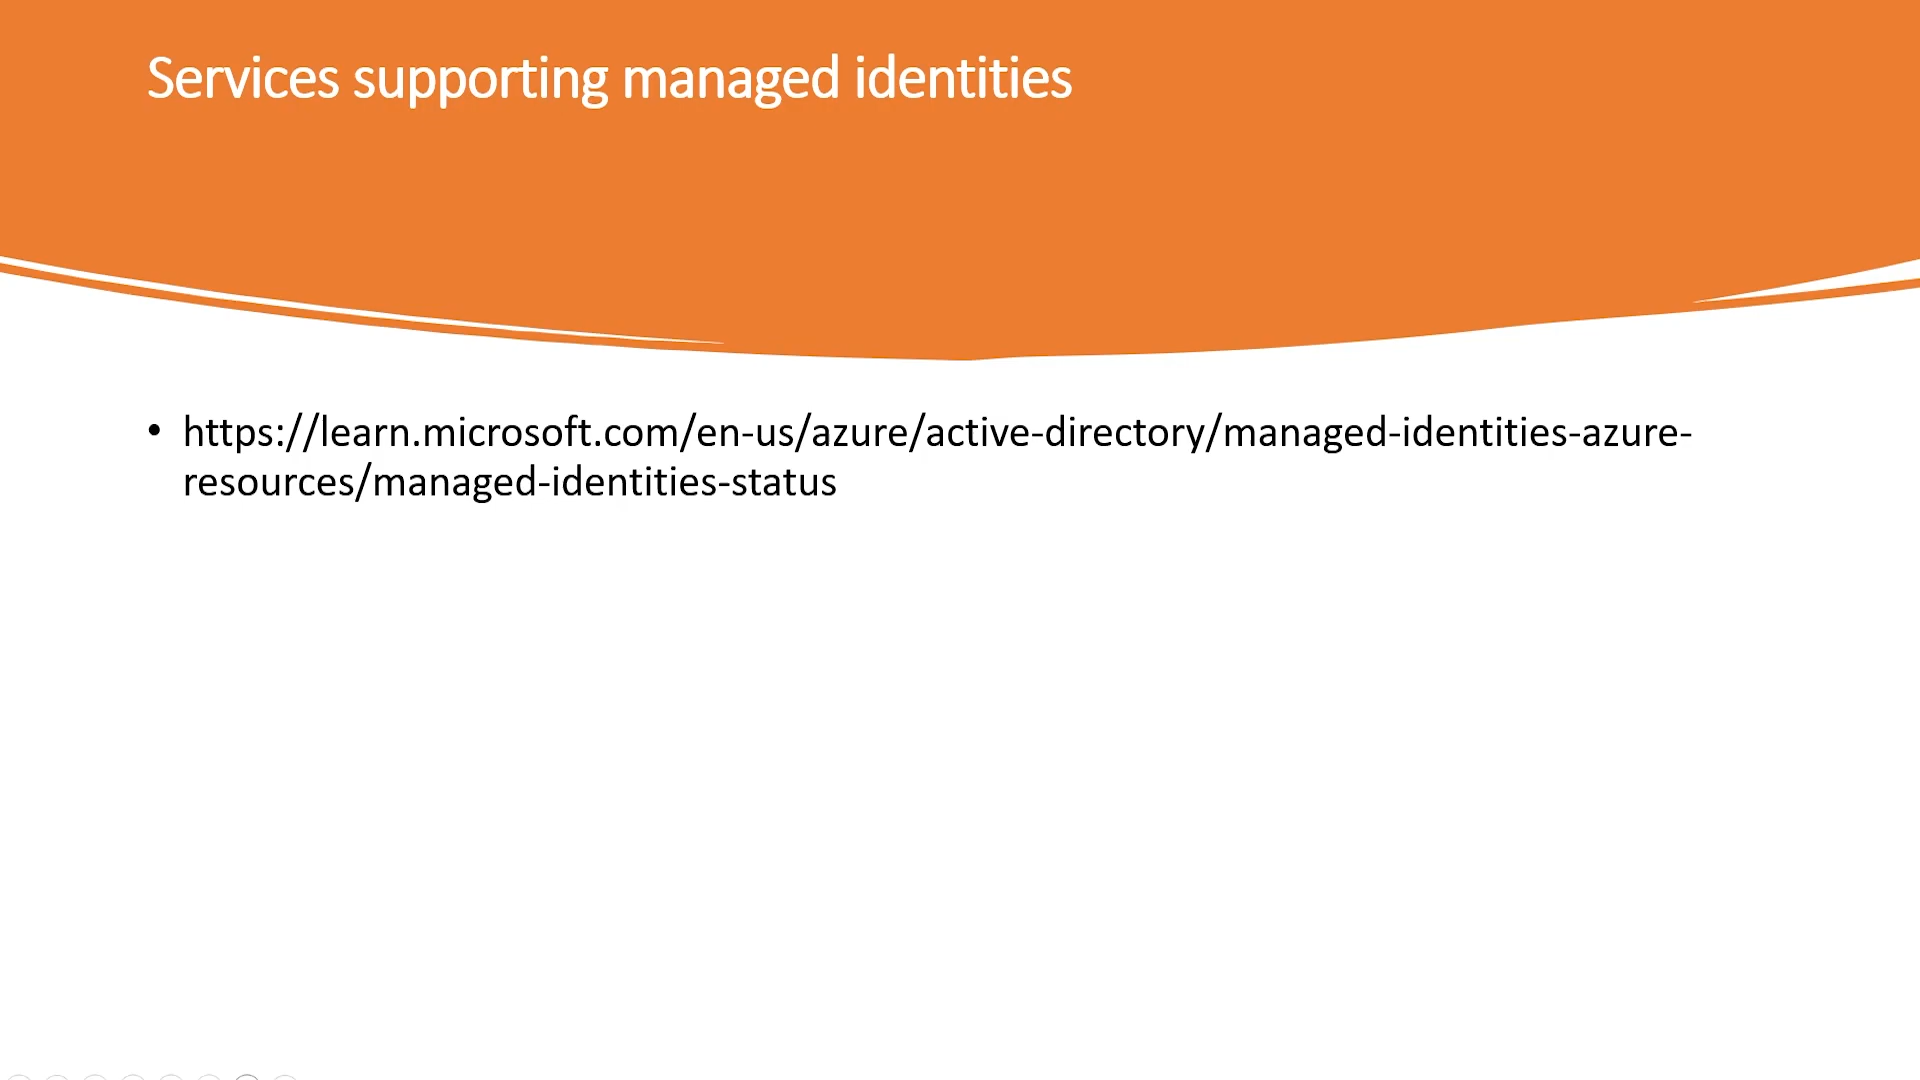 Services supporting managed identities
• https://learn.microsoft.com/en-us/azure/active-directory/managed-identities-azure-
resources/managed-identities-status